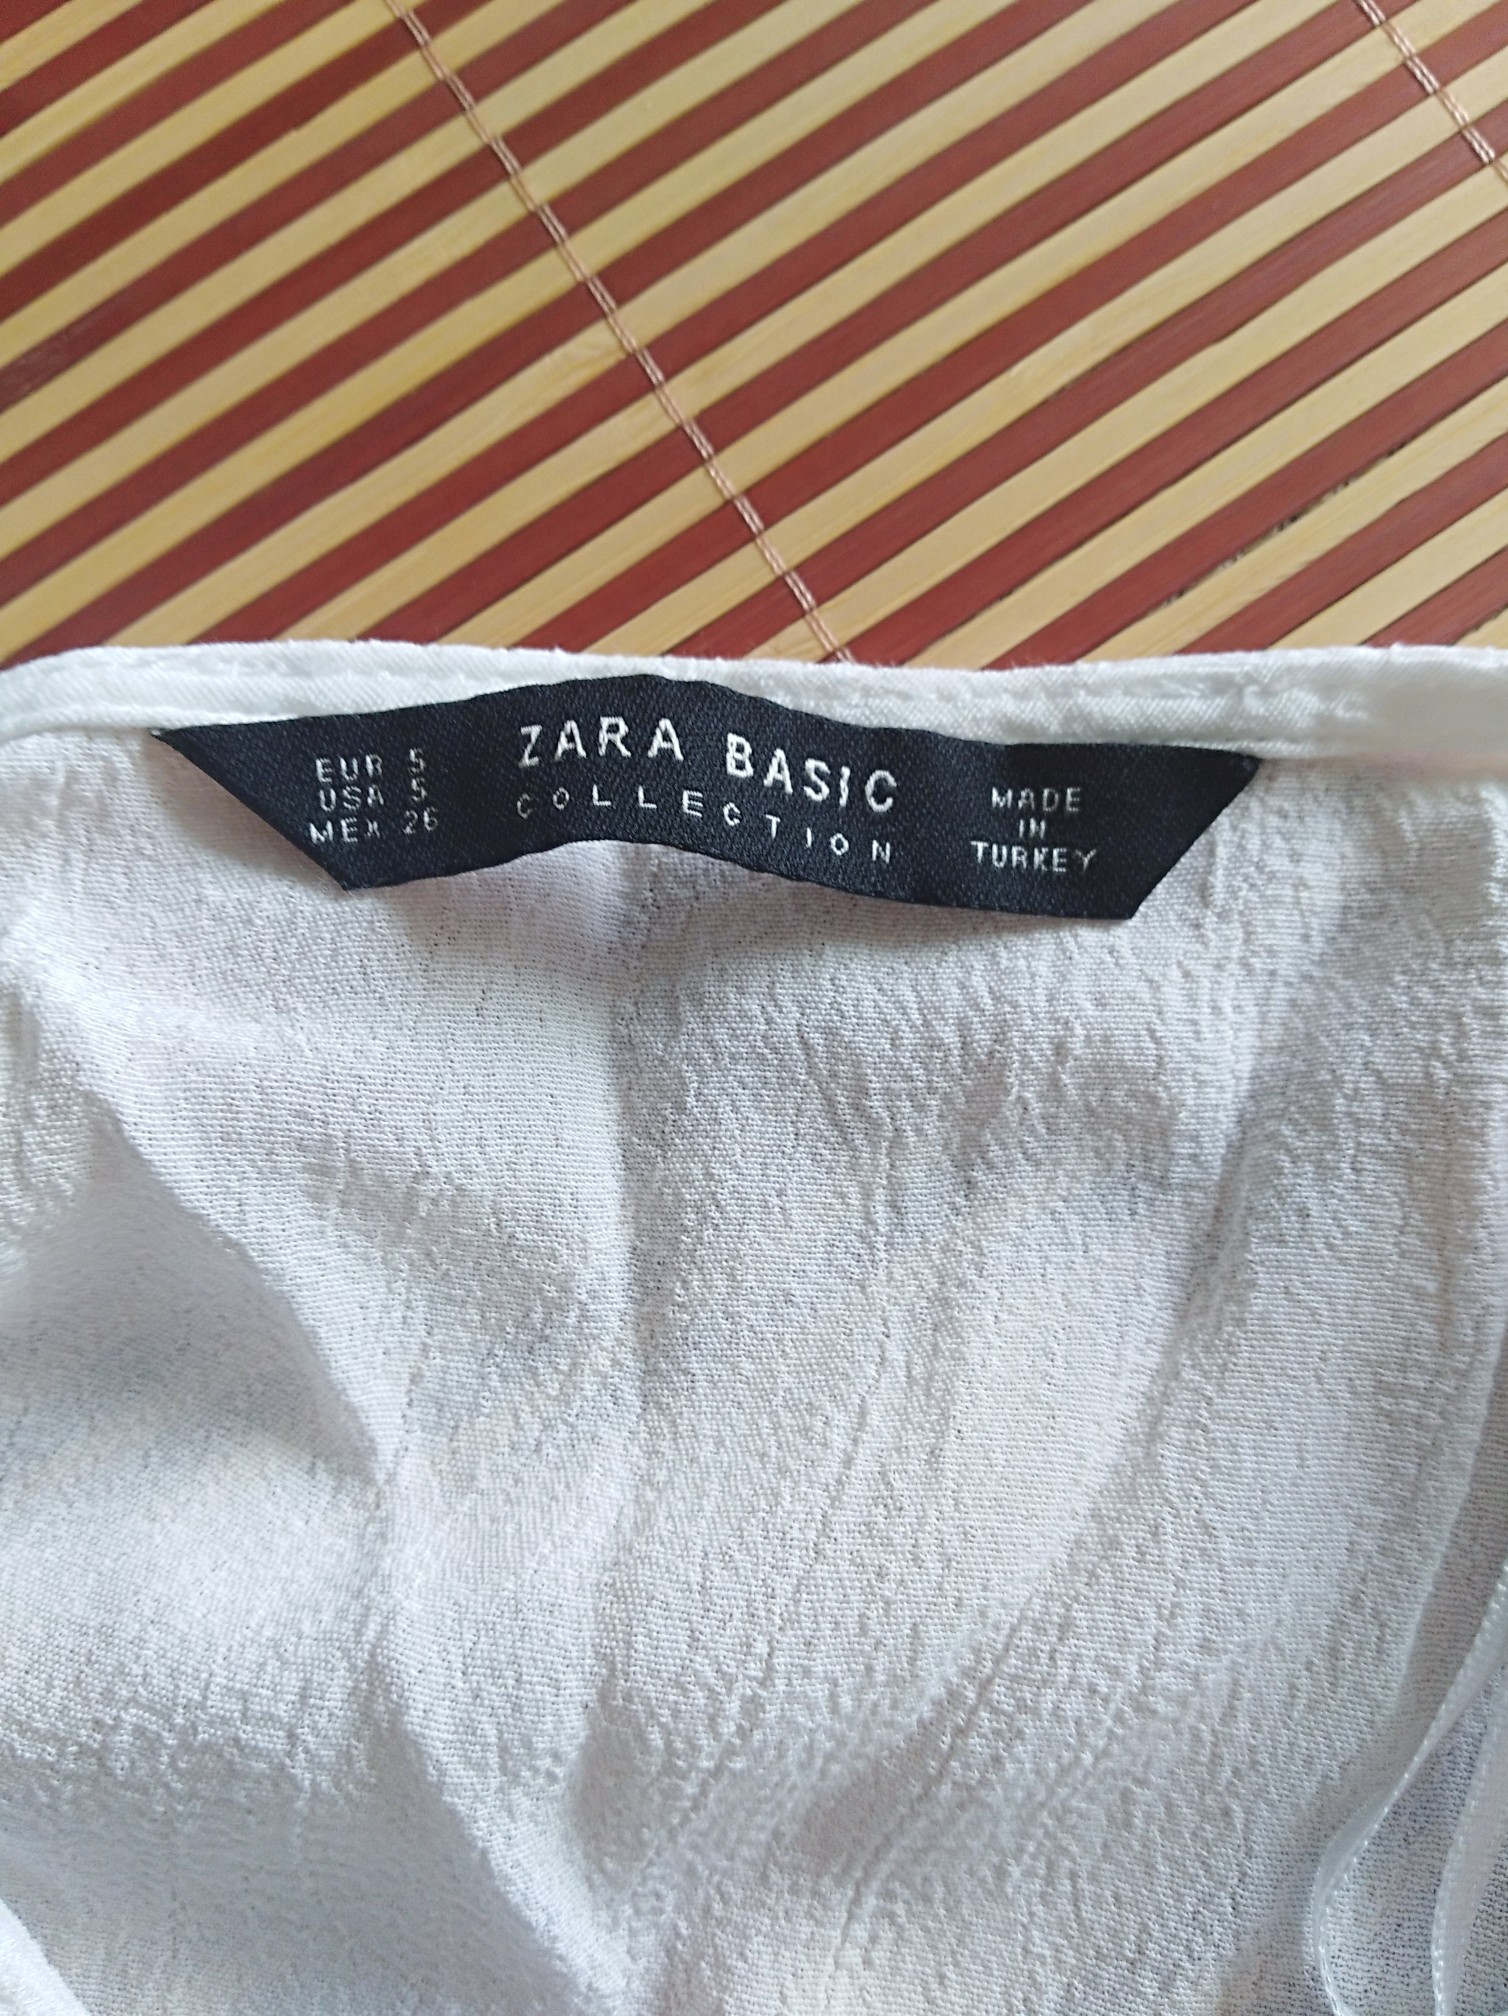 EUR S
USA S
MEX 26
ZARA BASIC
COLLECTION
MADE
IN
TURKEY